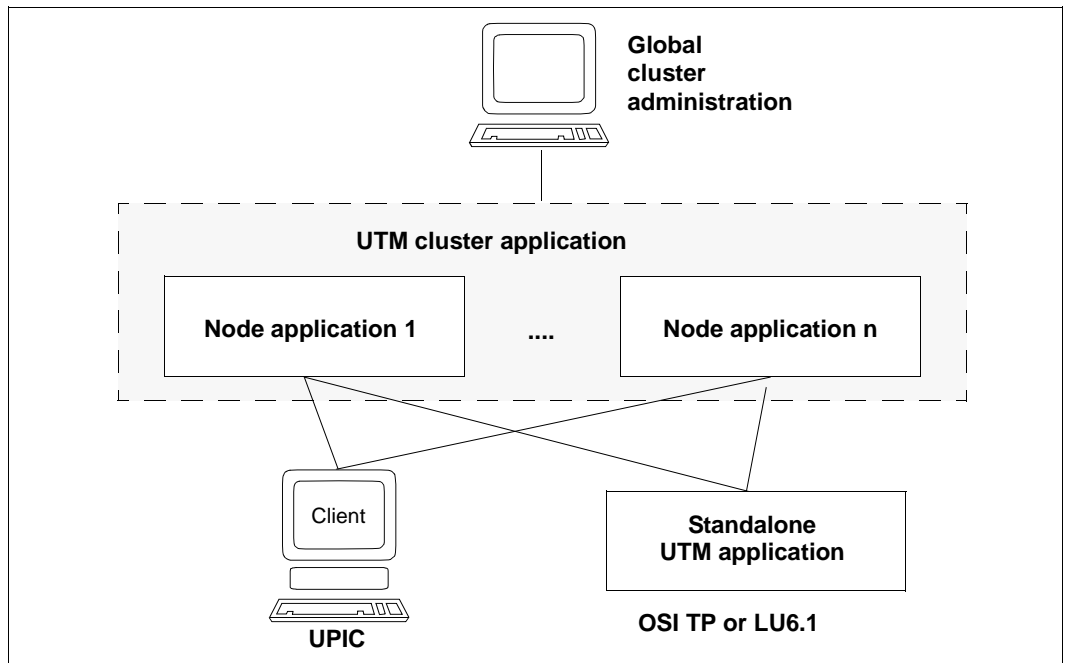 Global
cluster
administration
UTM cluster application
Node application 1
....
Node application n
Client
Standalone
UTM application
UPIC
OSI TP or LU6.1